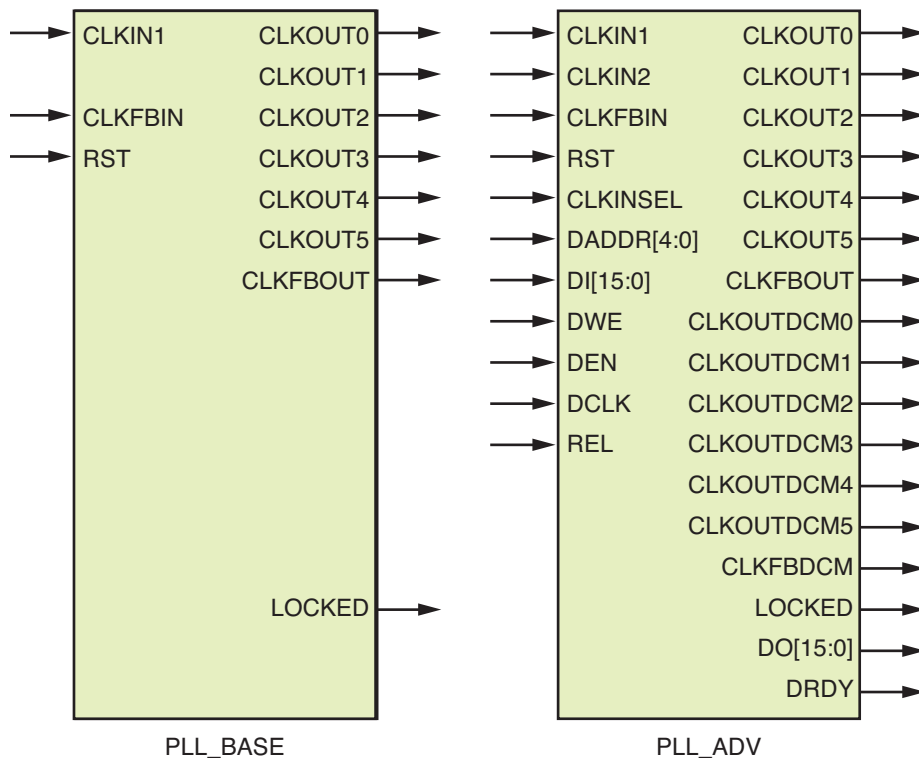 CLKIN1 CLKOUT0
CLKOUT1
CLKFBIN CLKOUT2
RST CLKOUT3
CLKOUT4
CLKOUT5
CLKFBOUT
LOCKED
PLL_BASE
CLKIN1 CLKOUT0
CLKIN2 CLKOUT1
CLKFBIN CLKOUT2
RST CLKOUT3
CLKINSEL CLKOUT4
DADDR[4:0] CLKOUT5
DI[15:0] CLKFBOUT
DWE CLKOUTDCM0
DEN CLKOUTDCM1
DCLK CLKOUTDCM2
REL CLKOUTDCM3
CLKOUTDCM4
CLKOUTDCM5
CLKFBDCM
LOCKED
DO[15:0]
DRDY
PLL_ADV